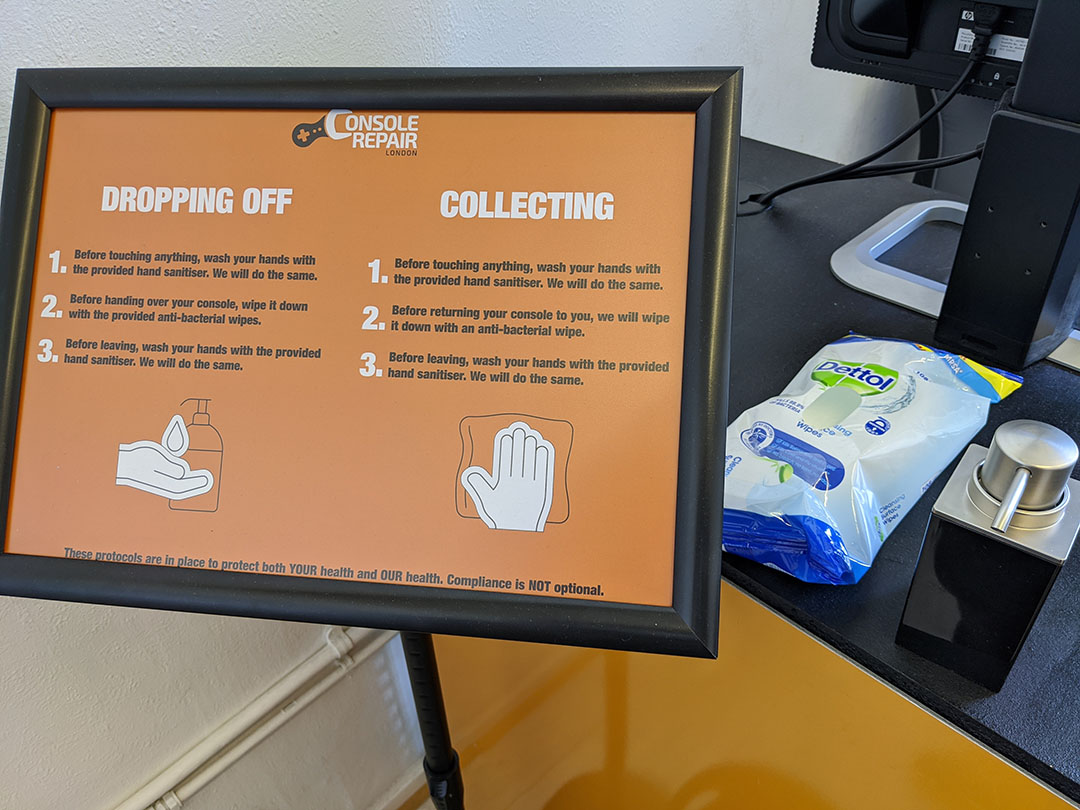 CONSOLE
REPAIR
LONDON
DROPPING OFF
1. Before touching anything, wash your hands with
the provided hand sanitiser. We will do the same.
2. Before handing over your console, wipe it down
with the provided anti-bacterial wipes.
3. Before leaving, wash your hands with the provided
hand sanitiser. We will do the same.
COLLECTING
1. Before touching anything, wash your hands with
the provided hand sanitiser. We will do the same.
2. Before returning your console to you, we will wipe
it down with an anti-bacterial wipe.
3. Before leaving, wash your hands with the provided
hand sanitiser. We will do the same.
These protocols are in place to protect both YOUR health and OUR health. Compliance is NOT optional.
hp
Dettol
Wipes
Cleansing
Surface
Wipes